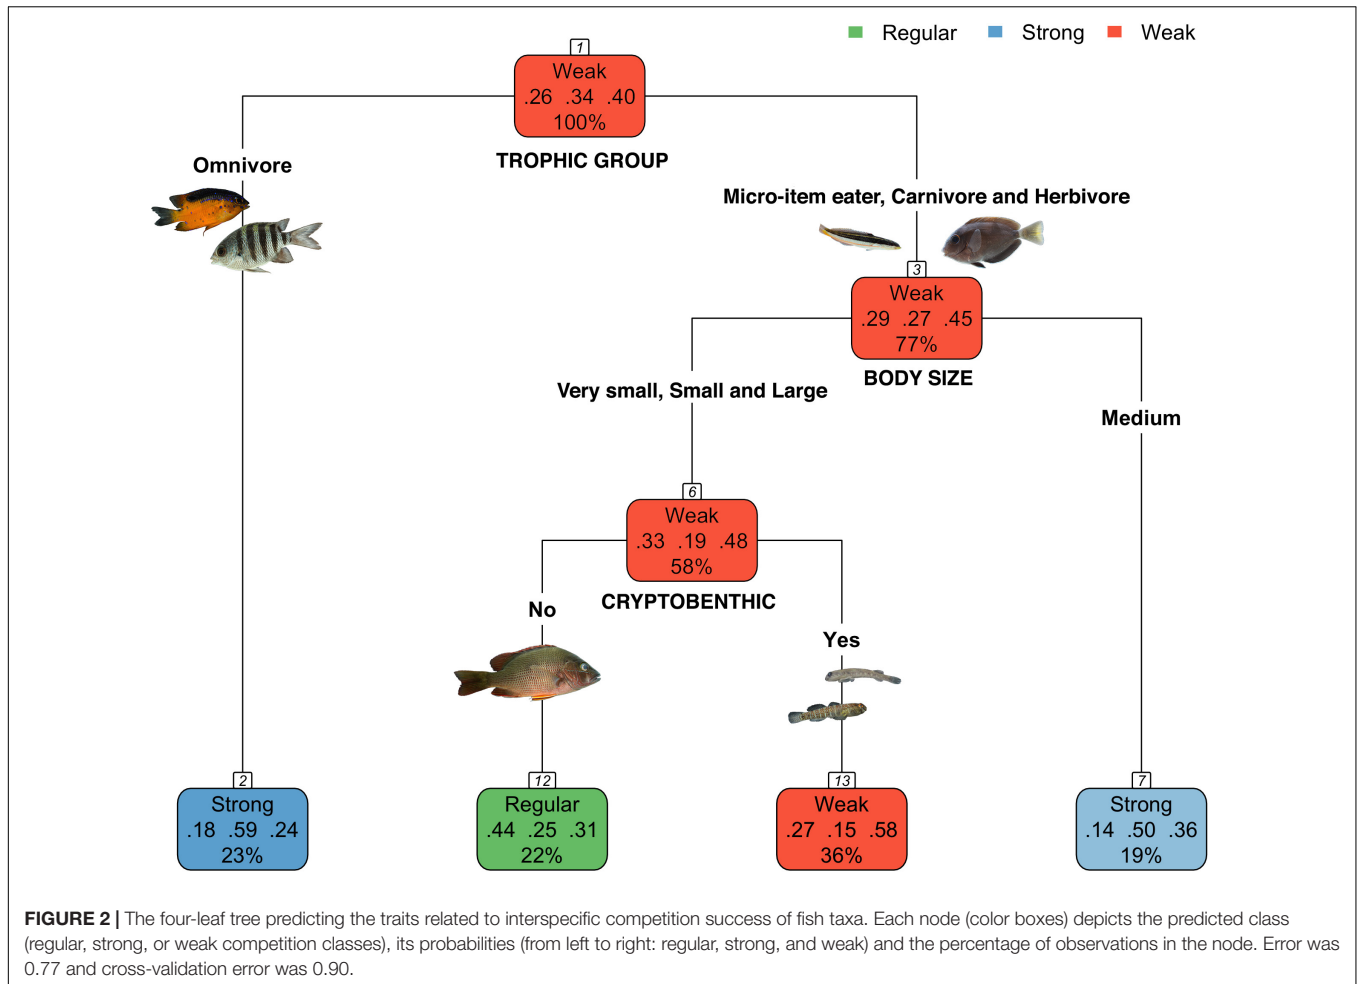 Regular Strong Weak
1
Weak
.26 .34 .40
100%
TROPHIC GROUP
Omnivore
Micro-item eater, Carnivore and Herbivore
3
Weak
.29 .27 .45
77%
BODY SIZE
Very small, Small and Large
Medium
6
Weak
.33 .19 .48
58%
CRYPTOBENTHIC
No
Yes
2
Strong
.18 .59 .24
23%
12
Regular
.44 .25 .31
22%
13
Weak
.27 .15 .58
36%
7
Strong
.14 .50 .36
19%
FIGURE 2 | The four-leaf tree predicting the traits related to interspecific competition success of fish taxa. Each node (color boxes) depicts the predicted class
(regular, strong, or weak competition classes), its probabilities (from left to right: regular, strong, and weak) and the percentage of observations in the node. Error was
0.77 and cross-validation error was 0.90.